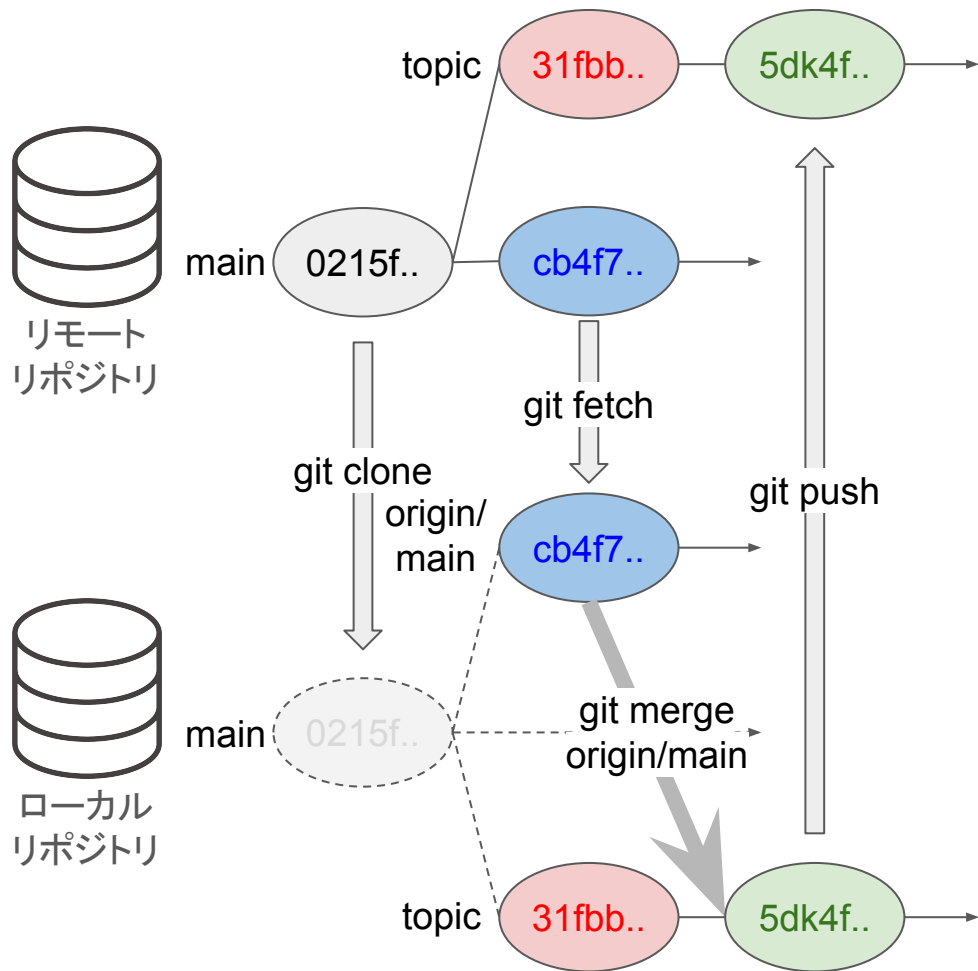 topic
31fbb..
5dk4f..
main
0215f..
cb4f7..
リモート
リポジトリ
git fetch
git clone
git push
origin/
main
cb4f7..
main
0215f..
git merge
origin/main
ローカル
リポジトリ
topic
31fbb..
5dk4f..